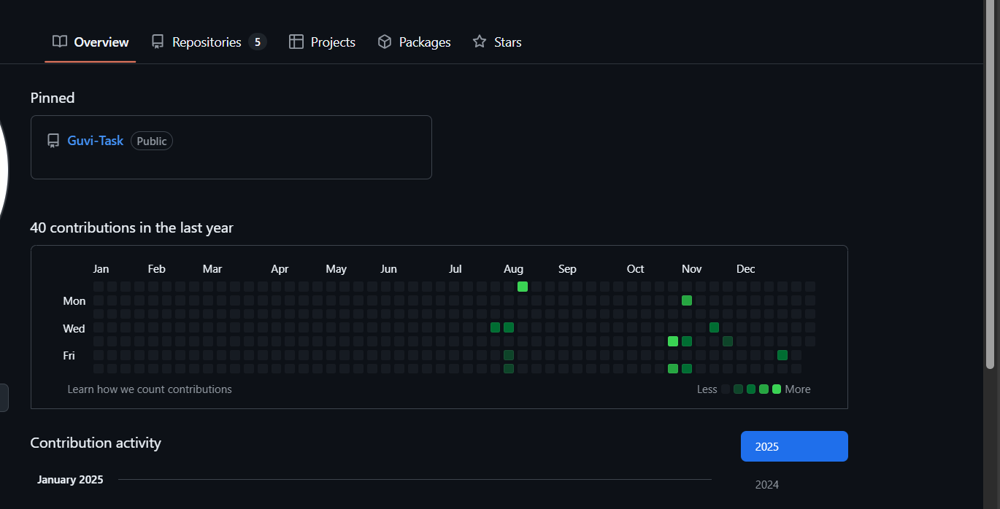 Overview Repositories 5 Projects Packages Stars
Pinned
Guvi-Task Public
40 contributions in the last year
Jan Feb Mar Apr May Jun Jul Aug Sep Oct Nov Dec
Mon
Wed
Fri
Learn how we count contributions Less More
Contribution activity
2025
January 2025
2024